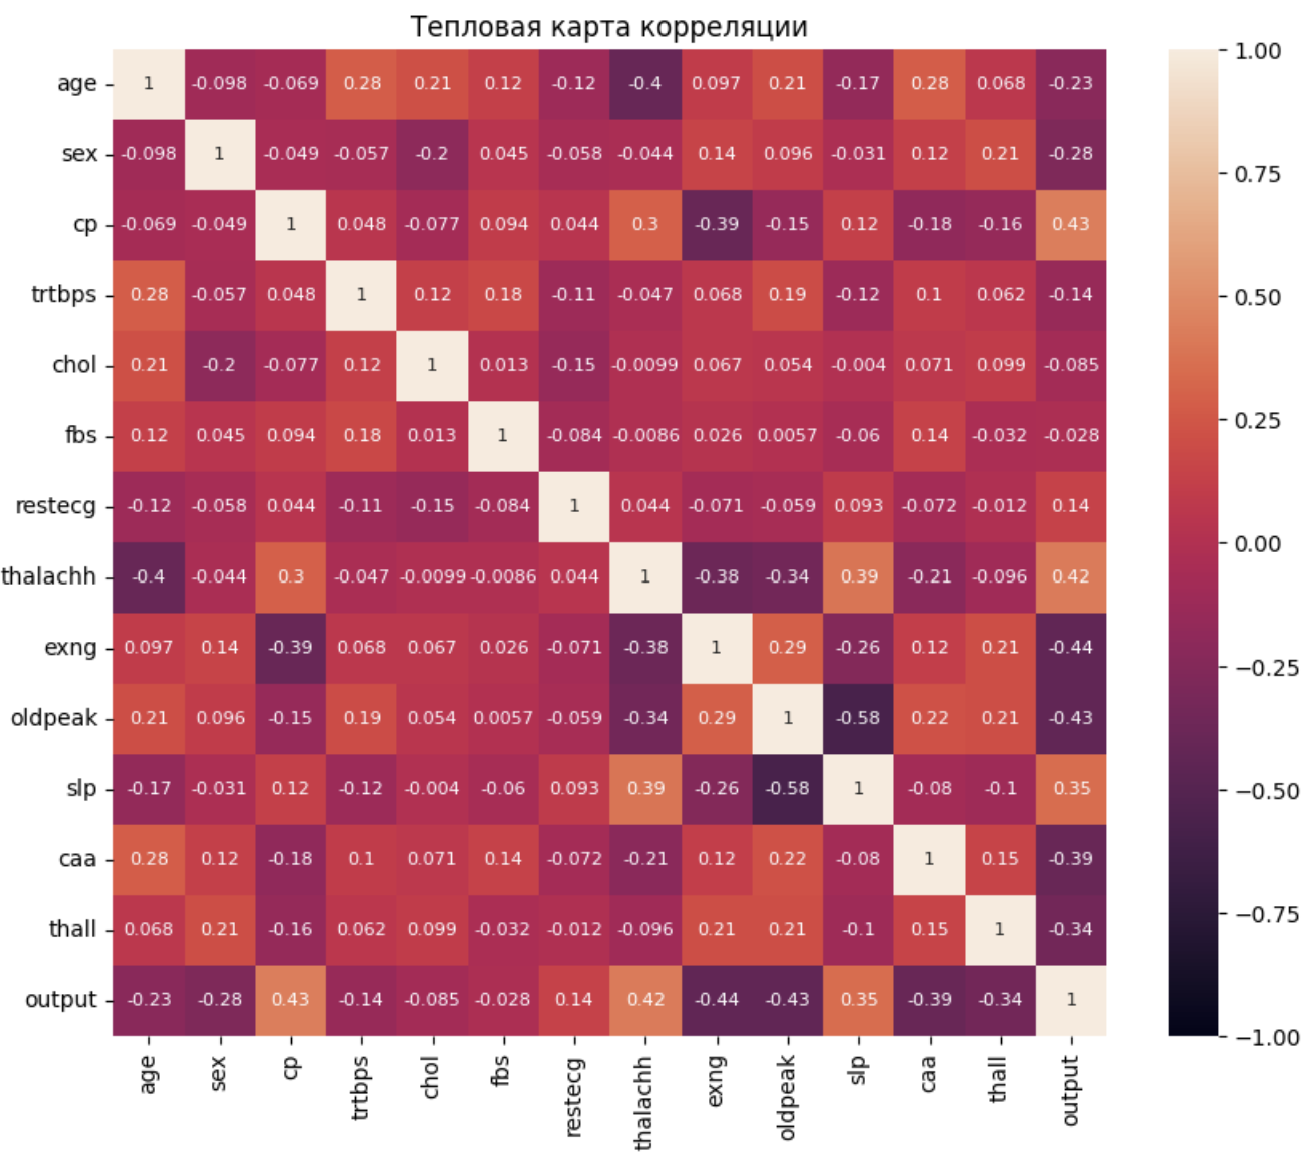 Тепловая карта корреляции
age 1 -0.098 -0.069 0.28 0.21 0.12 -0.12 -0.4 0.097 0.21 -0.17 0.28 0.068 -0.23
sex -0.098 1 -0.049 -0.057 -0.2 0.045 -0.058 -0.044 0.14 0.096 -0.031 0.12 0.21 -0.28
cp -0.069 -0.049 1 0.048 -0.077 0.094 0.044 0.3 -0.39 -0.15 0.12 -0.18 -0.16 0.43
trtbps 0.28 -0.057 0.048 1 0.12 0.18 -0.11 -0.047 0.068 0.19 -0.12 0.1 0.062 -0.14
chol 0.21 -0.2 -0.077 0.12 1 0.013 -0.15 -0.0099 0.067 0.054 -0.004 0.071 0.099 -0.085
fbs 0.12 0.045 0.094 0.18 0.013 1 -0.084 -0.0086 0.026 0.0057 -0.06 0.14 -0.032 -0.028
restecg -0.12 -0.058 0.044 -0.11 -0.15 -0.084 1 0.044 -0.071 -0.059 0.093 -0.072 -0.012 0.14
thalachh -0.4 -0.044 0.3 -0.047 -0.0099 -0.0086 0.044 1 -0.38 -0.34 0.39 -0.21 -0.096 0.42
exng 0.097 0.14 -0.39 0.068 0.067 0.026 -0.071 -0.38 1 0.29 -0.26 0.12 0.21 -0.44
oldpeak 0.21 0.096 -0.15 0.19 0.054 0.0057 -0.059 -0.34 0.29 1 -0.58 0.22 0.21 -0.43
slp -0.17 -0.031 0.12 -0.12 -0.004 -0.06 0.093 0.39 -0.26 -0.58 1 -0.08 -0.1 0.35
caa 0.28 0.12 -0.18 0.1 0.071 0.14 -0.072 -0.21 0.12 0.22 -0.08 1 0.15 -0.39
thall 0.068 0.21 -0.16 0.062 0.099 -0.032 -0.012 -0.096 0.21 0.21 -0.1 0.15 1 -0.34
output -0.23 -0.28 0.43 -0.14 -0.085 -0.028 0.14 0.42 -0.44 -0.43 0.35 -0.39 -0.34 1
age sex cp trtbps chol fbs restecg thalachh exng oldpeak slp caa thall output
1.00
0.75
0.50
0.25
0.00
−0.25
−0.50
−0.75
−1.00